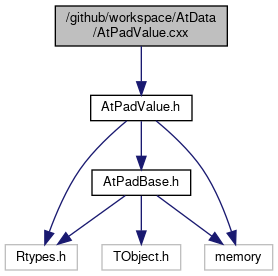 /github/workspace/AtData
/AtPadValue.cxx
AtPadValue.h
AtPadBase.h
Rtypes.h
TObject.h
memory